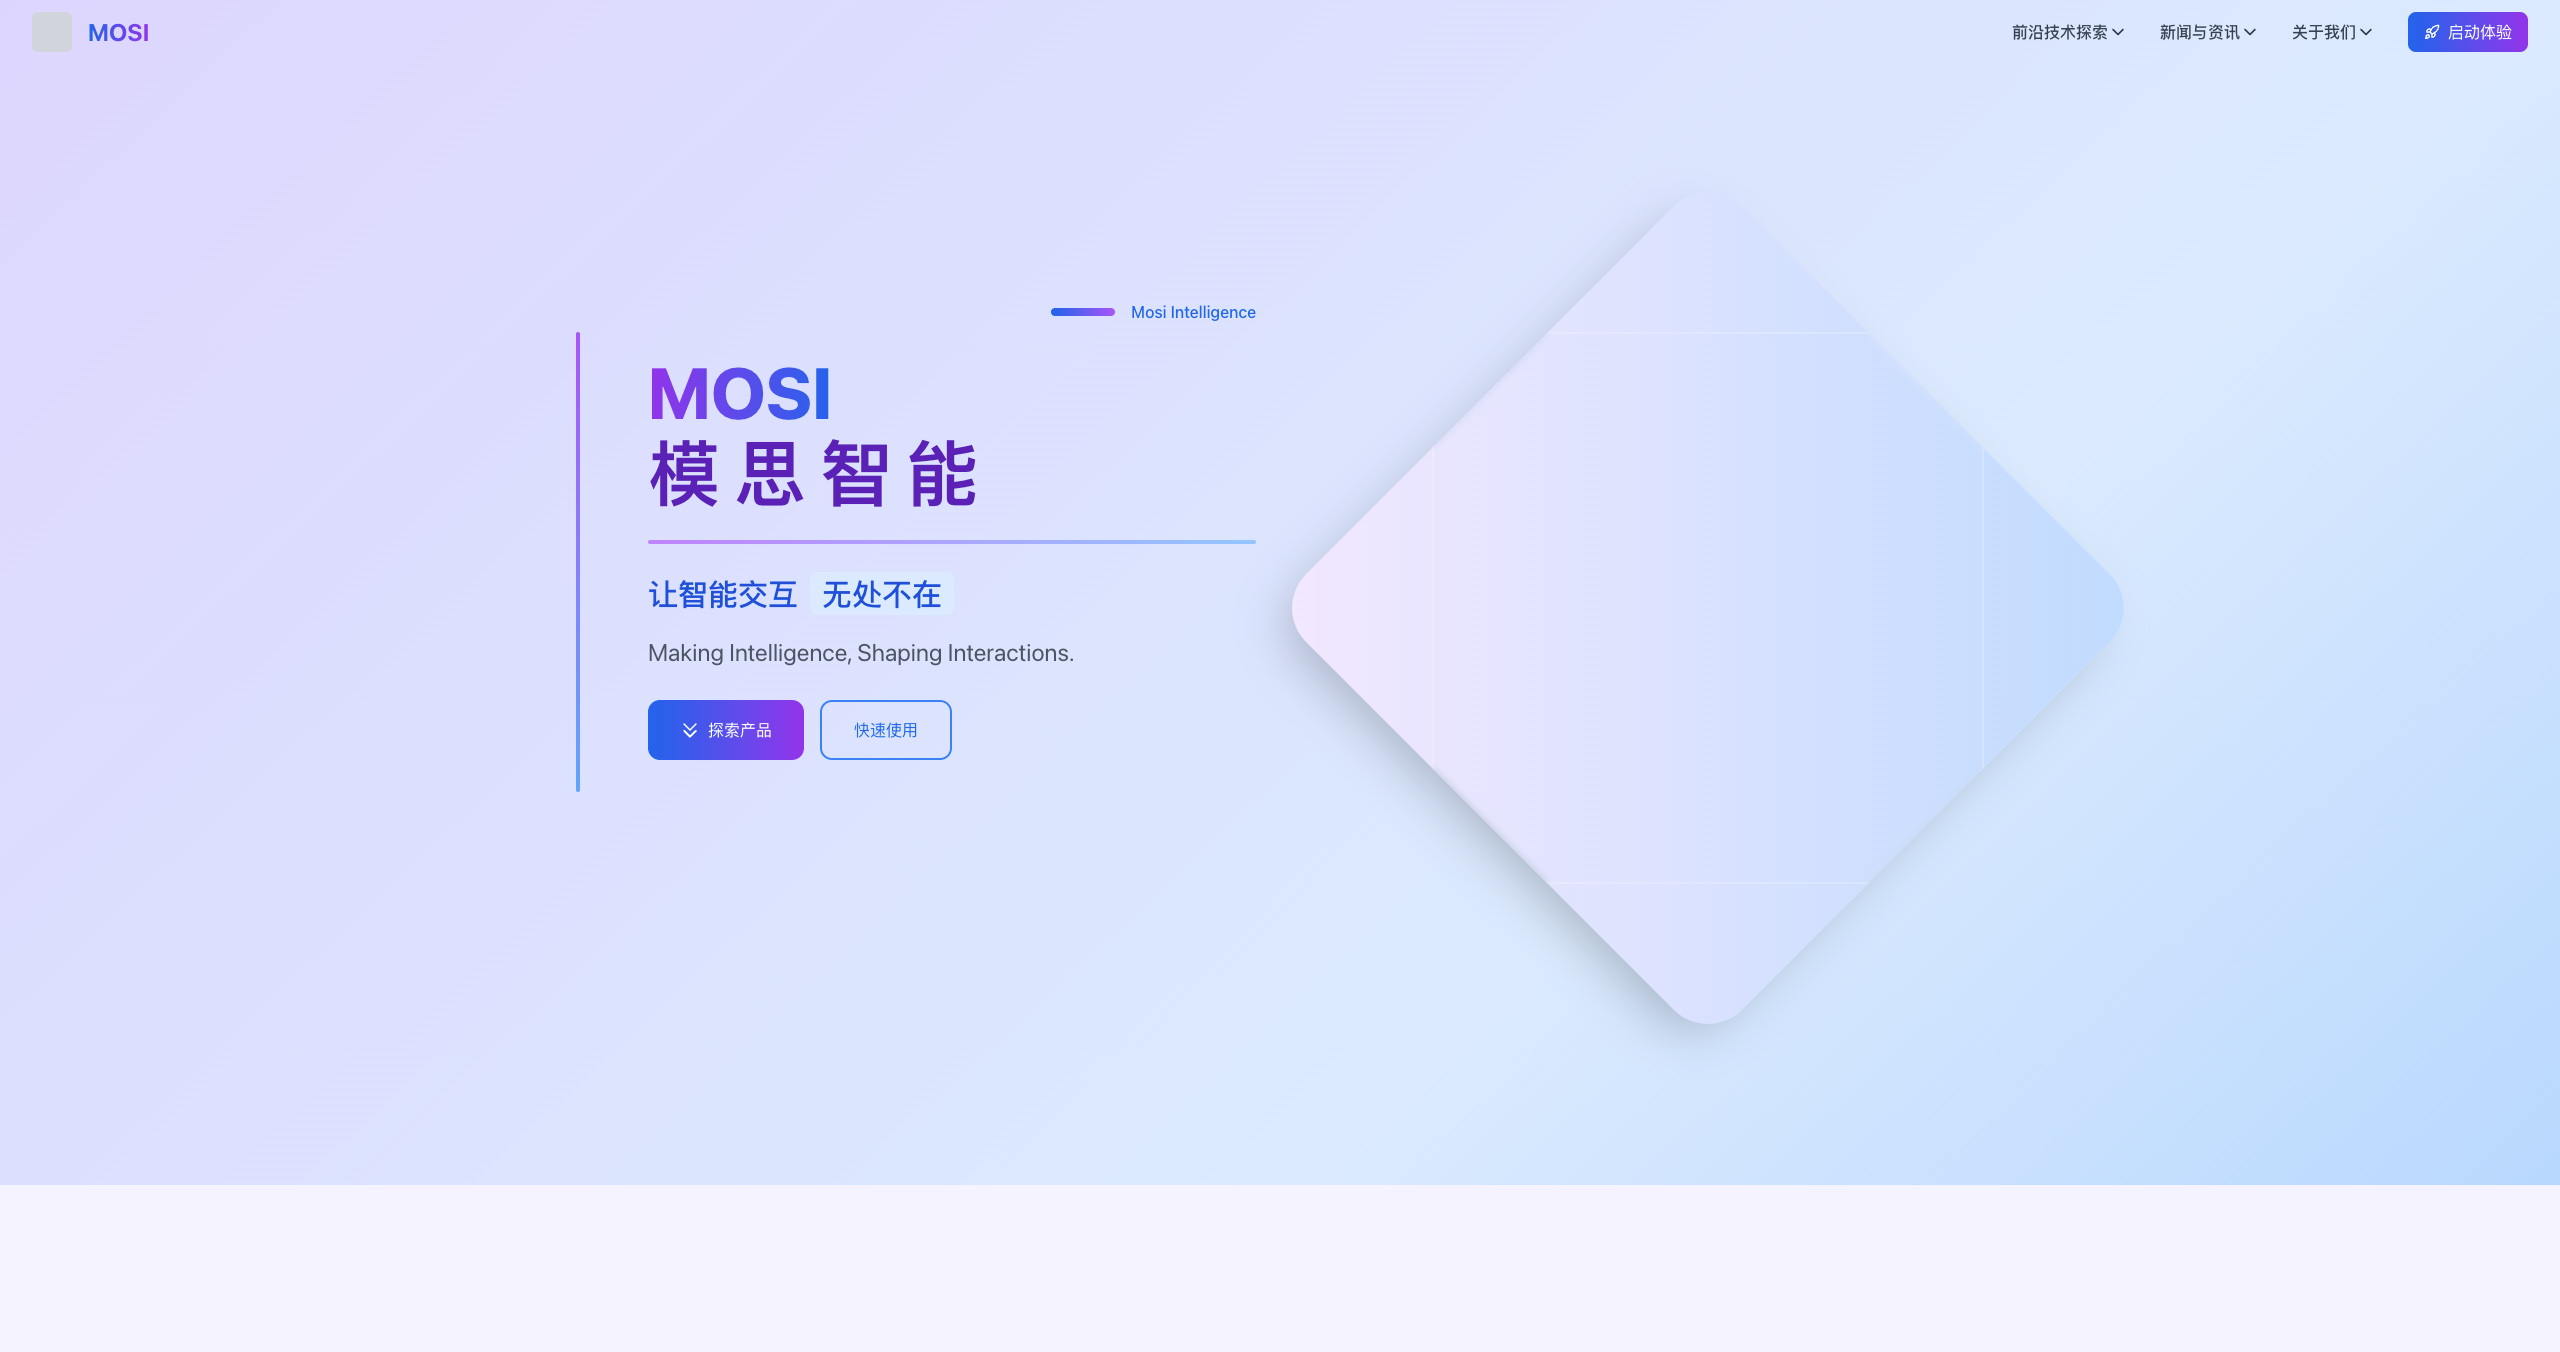 MOSI
前沿技术探索
新闻与资讯
关于我们
启动体验
Mosi Intelligence
MOSI
模思智能
让智能交互 无处不在
Making Intelligence, Shaping Interactions.
探索产品
快速使用